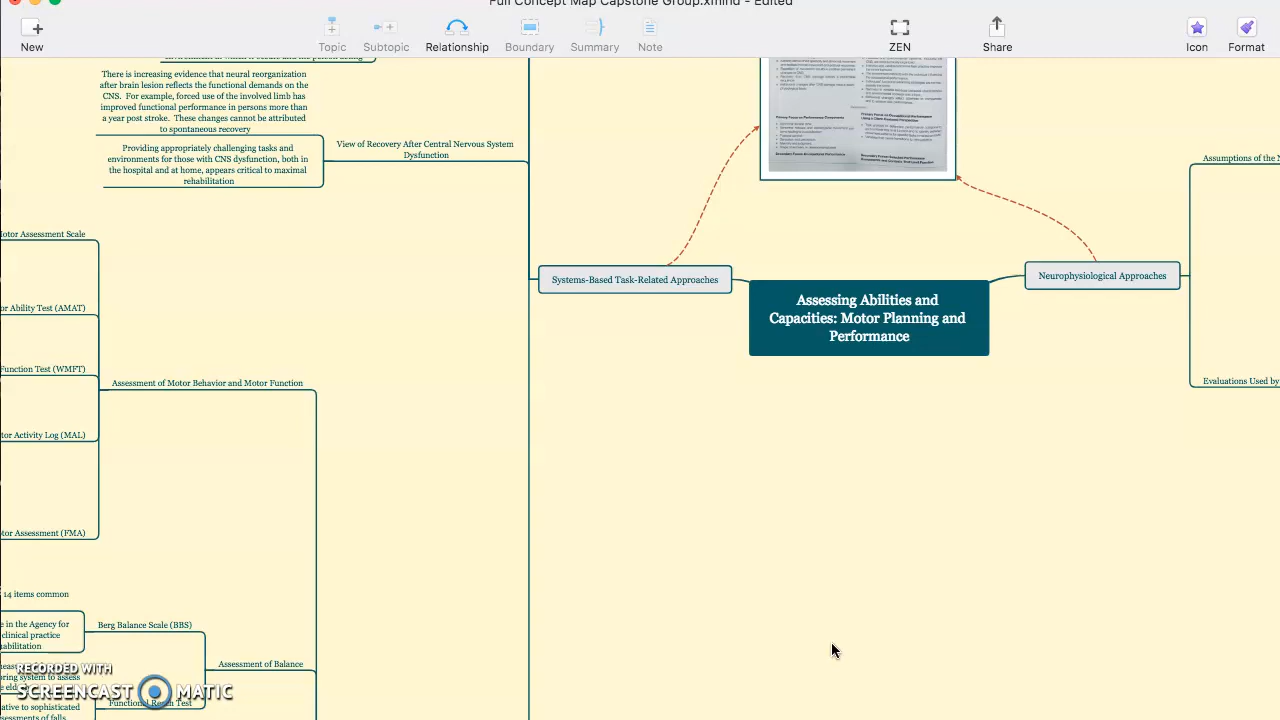 Full Concept Map Capstone Group.xmind - Edited
New
Topic
Subtopic
Relationship
Boundary
Summary
Note
ZEN
Share
Icon
Format
There is increasing evidence that neural reorganization
after brain lesion reflects the functional demands on the
CNS. For example, forced use of the involved limb has
improved functional performance in persons more than
a year post stroke. These changes cannot be attributed
to spontaneous recovery
Providing appropriately challenging tasks and
environments for those with CNS dysfunction, both in
the hospital and at home, appears critical to maximal
rehabilitation
View of Recovery After Central Nervous System
Dysfunction
Assumptions of the
Motor Assessment Scale
Systems-Based Task-Related Approaches
Neurophysiological Approaches
Assessing Abilities and
Capacities: Motor Planning and
Performance
or Ability Test (AMAT)
Function Test (WMFT)
Assessment of Motor Behavior and Motor Function
Evaluations Used by
tor Activity Log (MAL)
tor Assessment (FMA)
14 items common
e in the Agency for
clinical practice
habilitation
Berg Balance Scale (BBS)
Assessment of Balance
oring system to assess
Functional Reach Test
ative to sophisticated
sessments of falls
RECORDED WITH
SCREENCAST MATIC